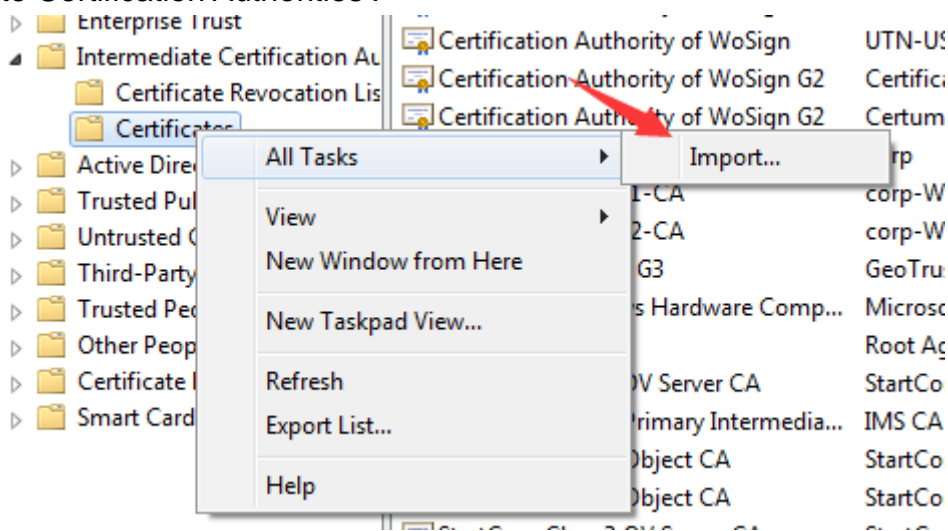 Enterprise Trust
Intermediate Certification Au
Certificate Revocation Lis
Certificates
Active Dire
Trusted Pul
Untrusted
Third-Party
Trusted Peo
Other Peop
Certificate
Smart Card
All Tasks
View
New Window from Here
New Taskpad View...
Refresh
Export List...
Help
Import...
Certification Authority of WoSign UTN-US
Certification Authority of WoSign G2 Certifica
Certification Authority of WoSign G2 Certum
rp
1-CA corp-W
2-CA corp-W
G3 GeoTrus
s Hardware Comp... Microso
Root Ag
OV Server CA StartCo
Primary Intermedia... IMS CA
Object CA StartCo
Object CA StartCo